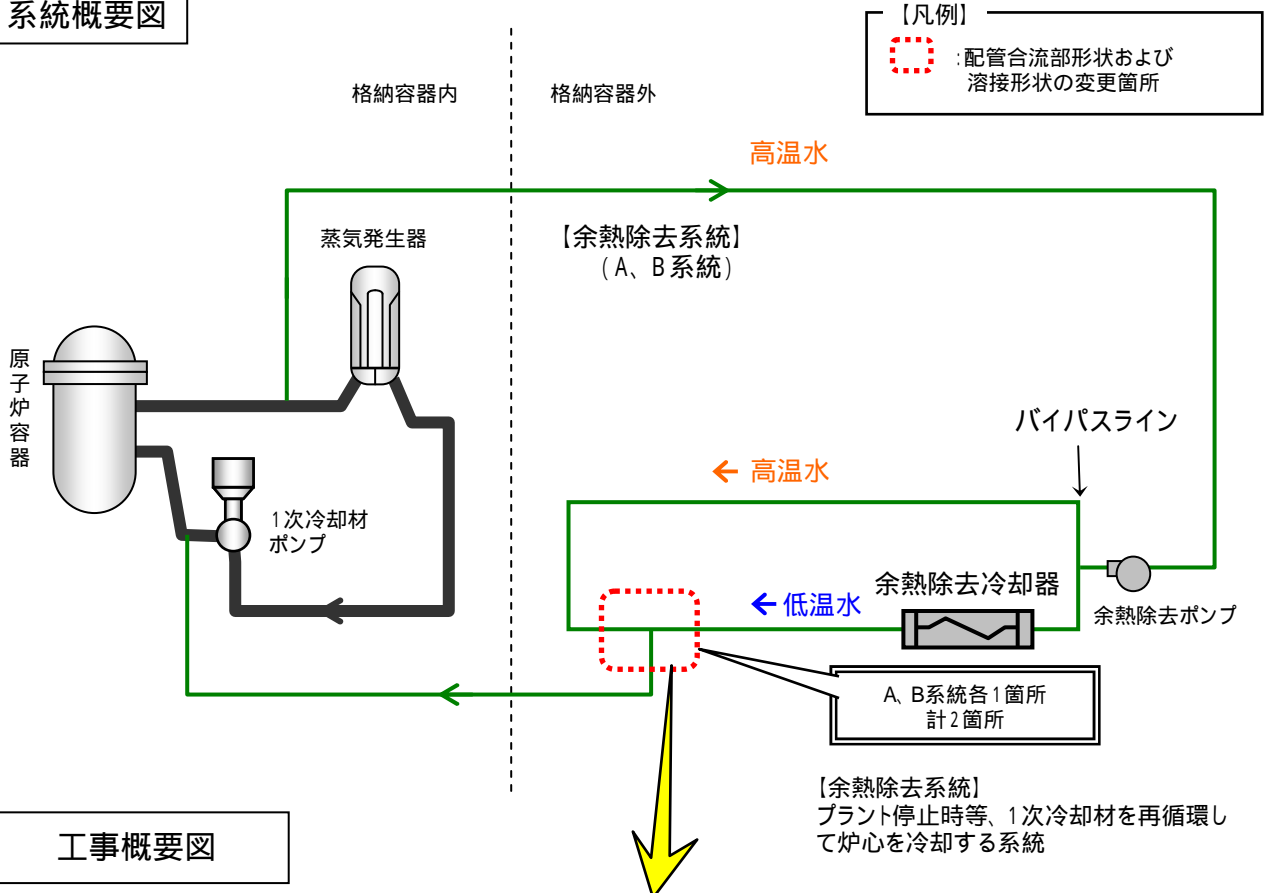 系統概要図
【凡例】
:配管合流部形状および
溶接形状の変更箇所
格納容器内
格納容器外
高温水
蒸気発生器
【余熱除去系統】
(A、B系統)
原子炉容器
バイパスライン
高温水
1次冷却材
ポンプ
低温水
余熱除去冷却器
余熱除去ポンプ
A、B系統各1箇所
計2箇所
【余熱除去系統】
プラント停止時等、1次冷却材を再循環し
て炉心を冷却する系統
工事概要図